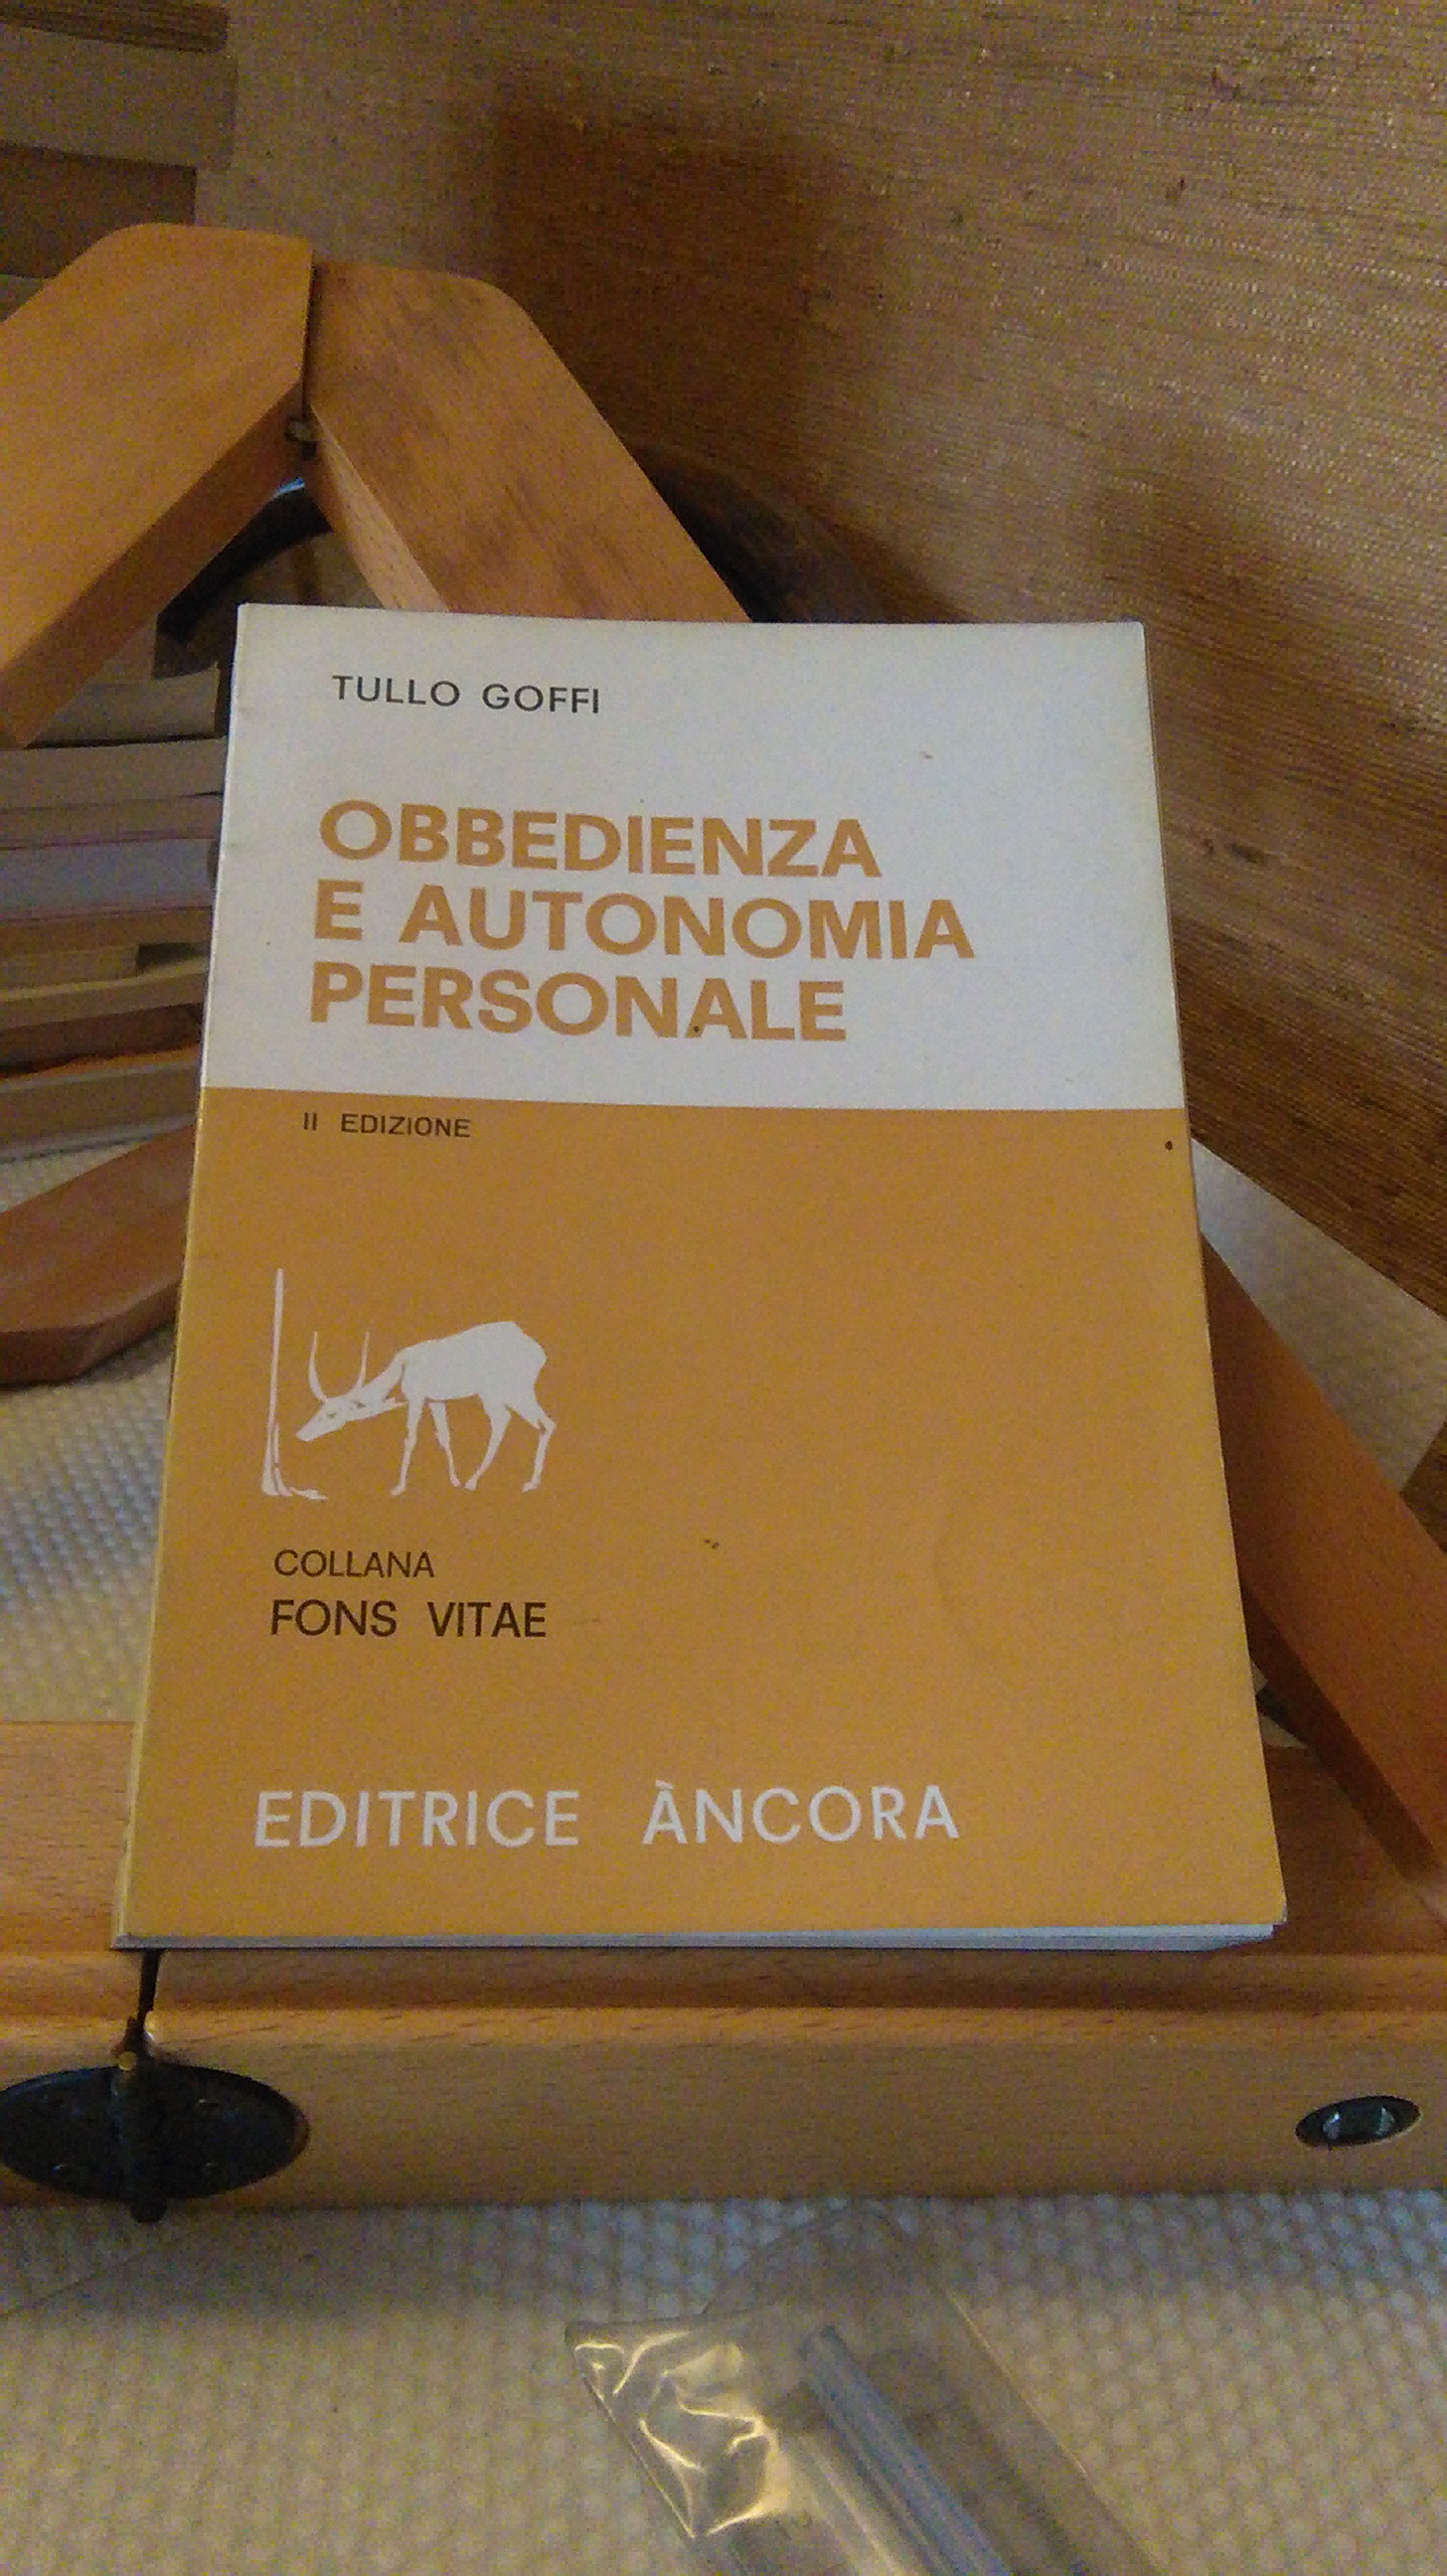 TULLO GOFFI
OBBEDIENZA
E AUTONOMIA
PERSONALE
II EDIZIONE
COLLANA
FONS VITAE
EDITRICE ÀNCORA